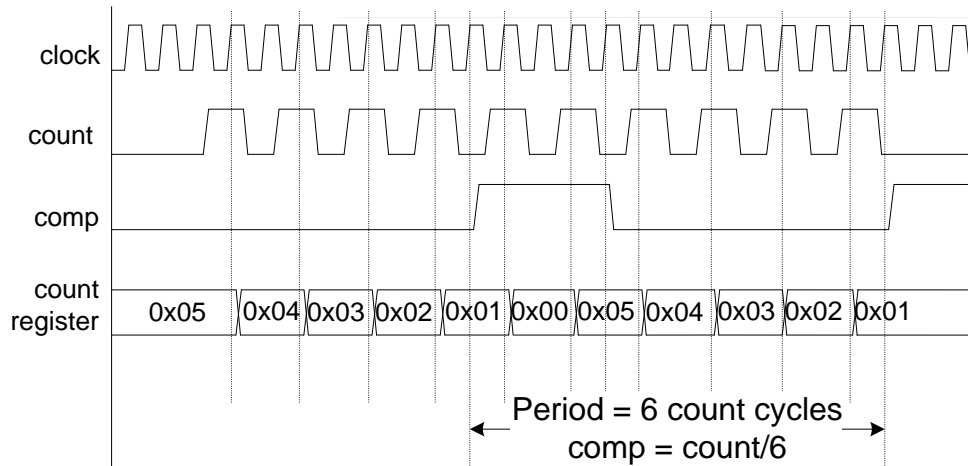 clock
count
comp
count
register
0x05 0x04 0x03 0x02 0x01 0x00 0x05 0x04 0x03 0x02 0x01
Period = 6 count cycles
comp = count/6